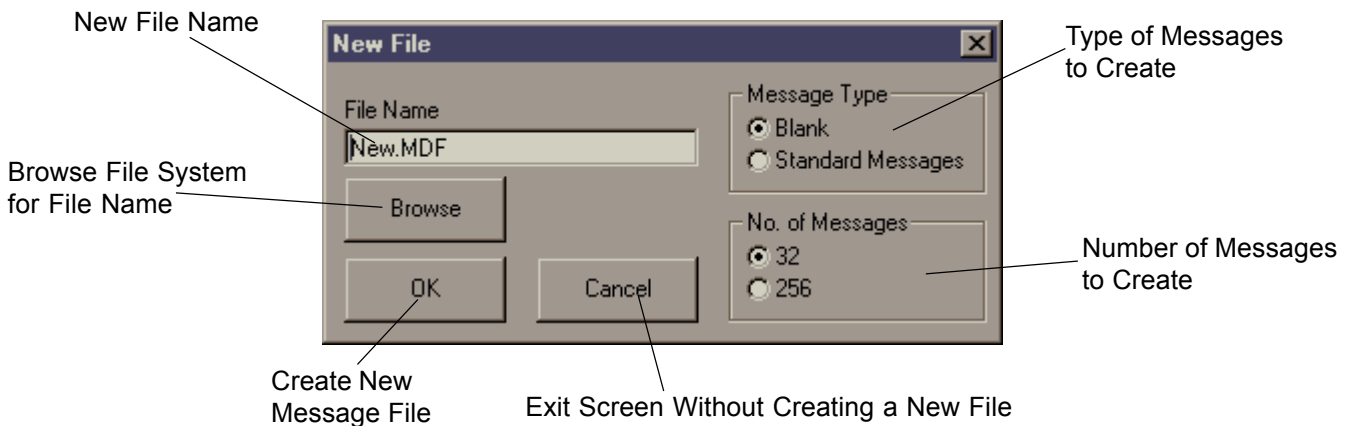 New File Name
New File
Type of Messages
to Create
File Name
New.MDF
Message Type
Blank
Standard Messages
Browse File System
for File Name
Browse
No. of Messages
32
256
Number of Messages
to Create
OK
Cancel
Create New
Message File
Exit Screen Without Creating a New File